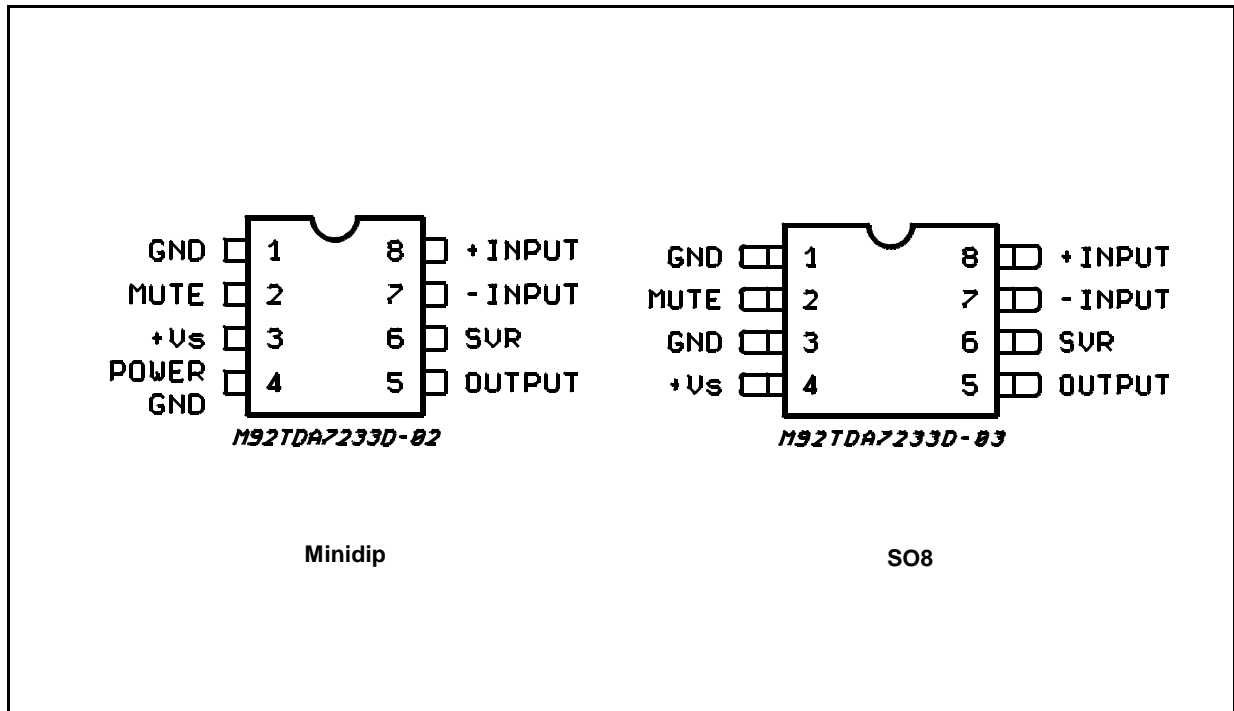 GND 1 8 +INPUT
MUTE 2 7 -INPUT
+Vs 3 6 SVR
POWER
GND 4 5 OUTPUT
M92TDA7233D-02
Minidip
GND 1 8 +INPUT
MUTE 2 7 -INPUT
GND 3 6 SVR
+Vs 4 5 OUTPUT
M92TDA7233D-03
SO8